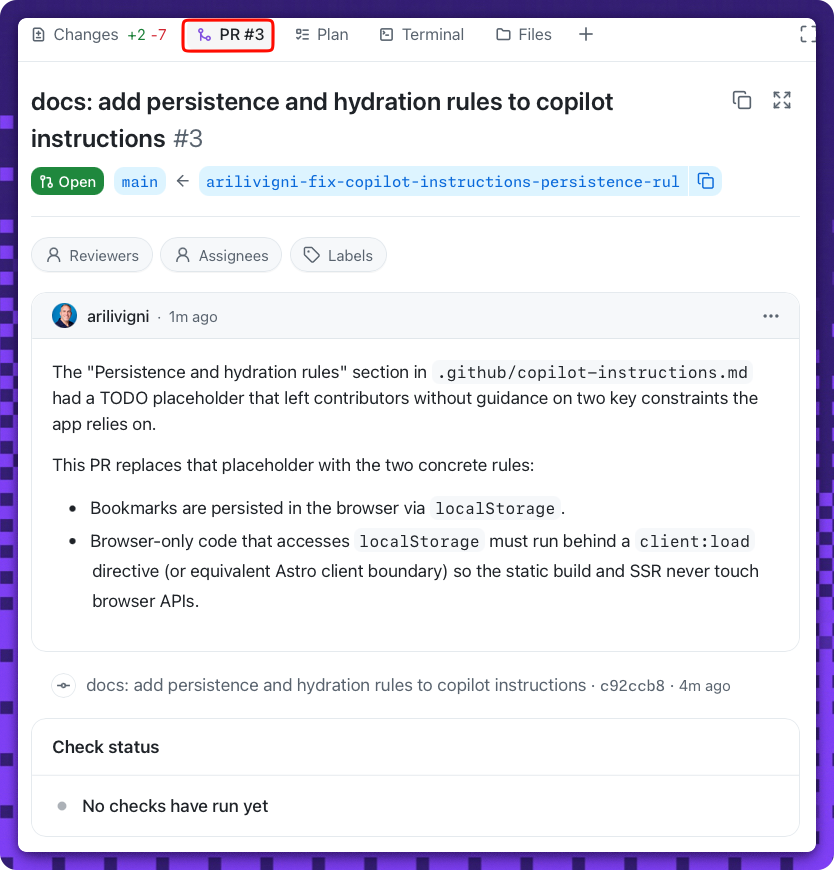 Changes +2 -7 PR #3 Plan Terminal Files
docs: add persistence and hydration rules to copilot
instructions #3
Open main ← arilivigni-fix-copilot-instructions-persistence-rul
Reviewers Assignees Labels
arilivigni · 1m ago
The "Persistence and hydration rules" section in .github/copilot-instructions.md
had a TODO placeholder that left contributors without guidance on two key constraints the
app relies on.
This PR replaces that placeholder with the two concrete rules:
• Bookmarks are persisted in the browser via localStorage.
• Browser-only code that accesses localStorage must run behind a client:load
directive (or equivalent Astro client boundary) so the static build and SSR never touch
browser APIs.
docs: add persistence and hydration rules to copilot instructions · c92ccb8 · 4m ago
Check status
No checks have run yet